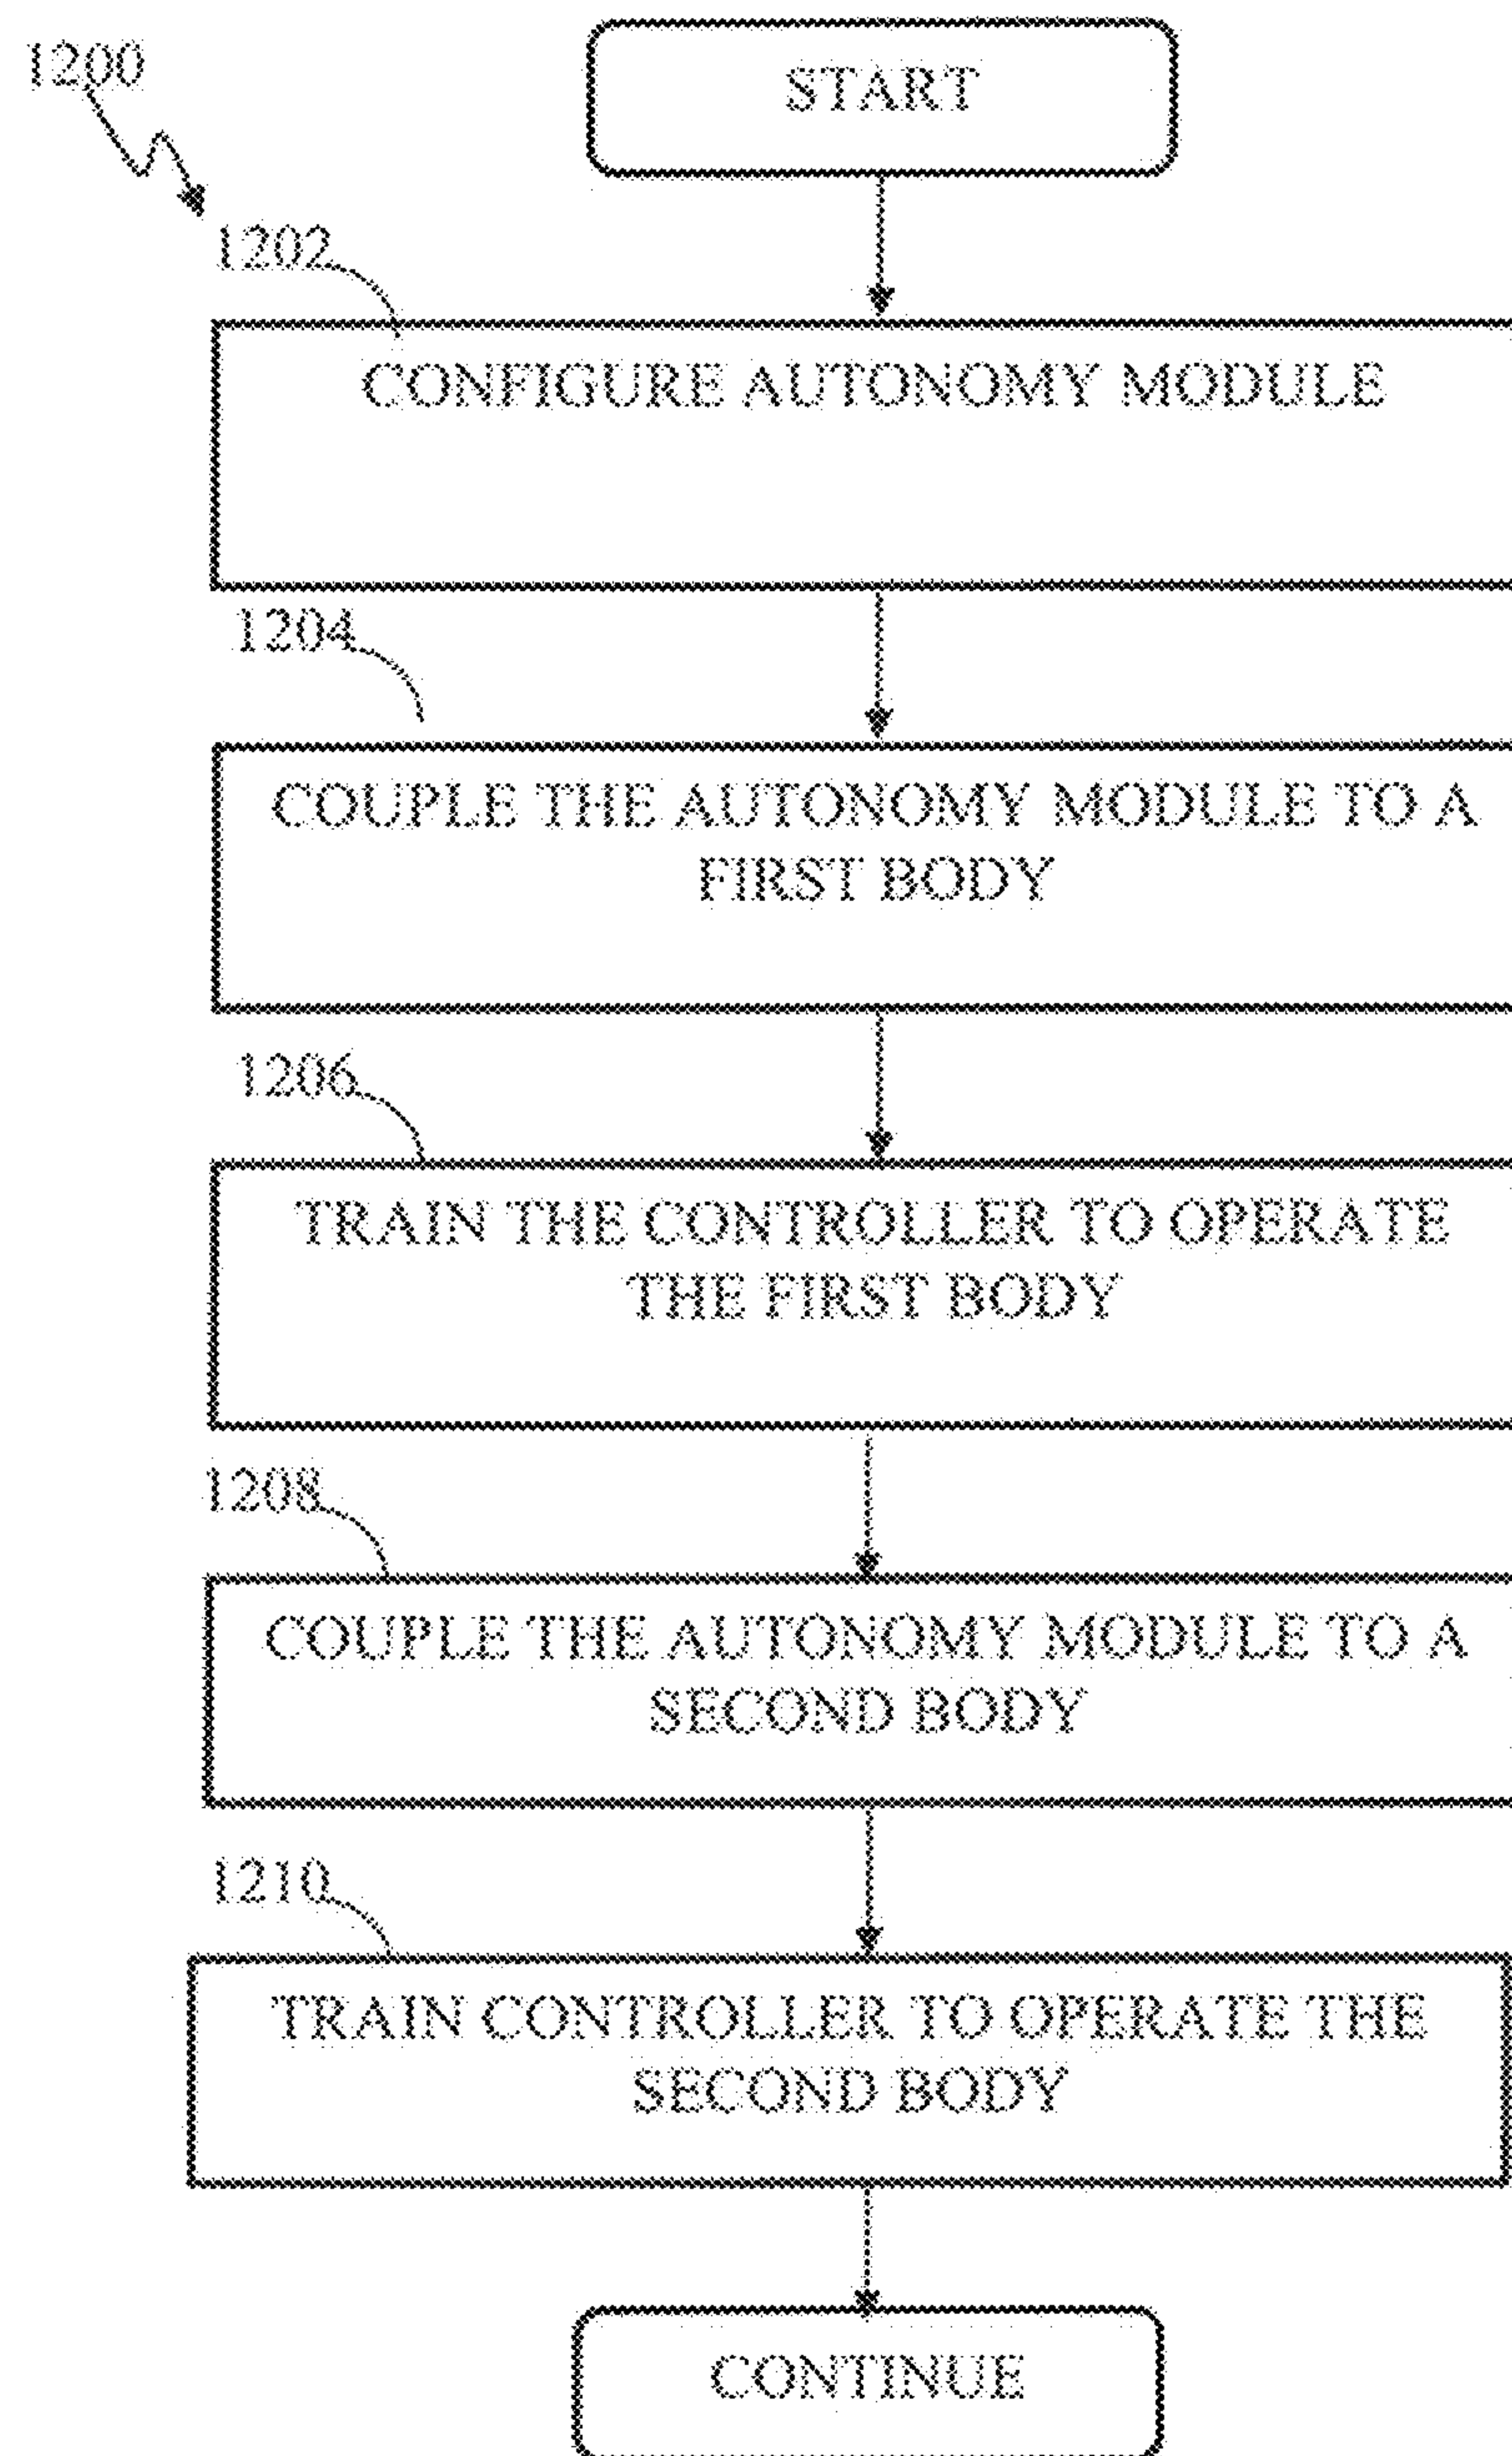 1200
START
1202
CONFIGURE AUTONOMY MODULE
1204
COUPLE THE AUTONOMY MODULE TO A
FIRST BODY
1206
TRAIN THE CONTROLLER TO OPERATE
THE FIRST BODY
1208
COUPLE THE AUTONOMY MODULE TO A
SECOND BODY
1210
TRAIN CONTROLLER TO OPERATE THE
SECOND BODY
CONTINUE